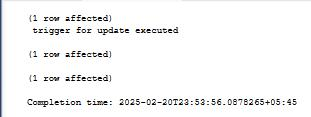 (1 row affected)
trigger for update executed
(1 row affected)
(1 row affected)
Completion time: 2025-02-20T23:53:56.0878265+05:45